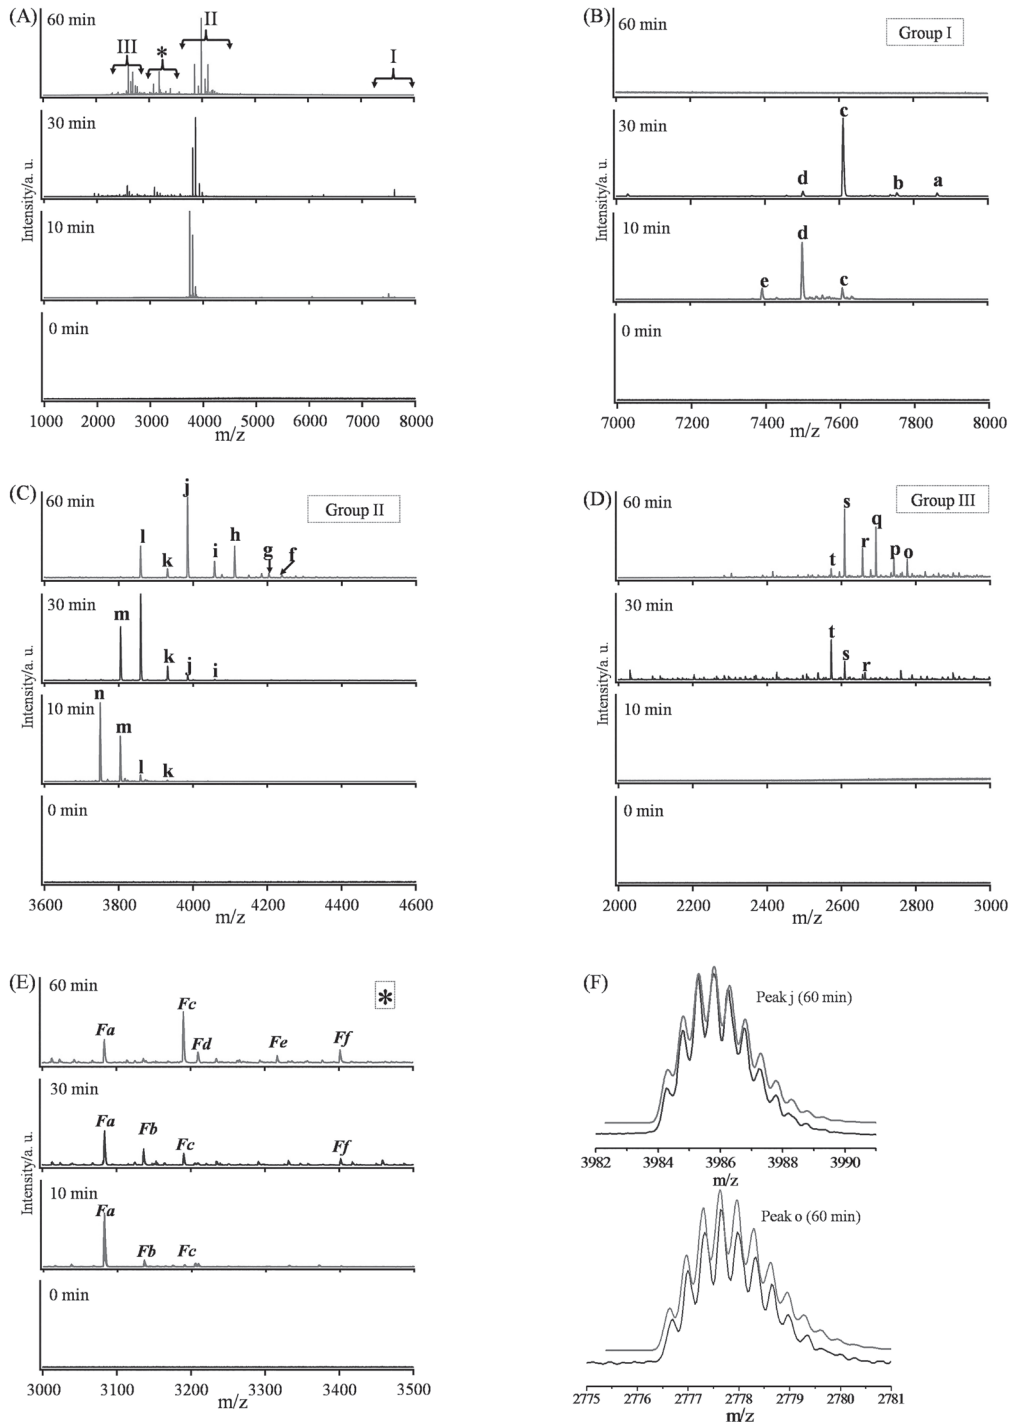 (A)
60 min
III
*
II
I
30 min
10 min
0 min
Intensity/a. u.
1000 2000 3000 4000 5000 6000 7000 8000
m/z
(B)
60 min
Group I
30 min
c
d
b
a
10 min
d
e
c
0 min
Intensity/a. u.
7000 7200 7400 7600 7800 8000
m/z
(C)
60 min
Group II
j
l
k
i
h
g
f
30 min
m
k
j
i
10 min
n
m
l
k
0 min
Intensity/a. u.
3600 3800 4000 4200 4400 4600
m/z
(D)
60 min
Group III
t
s
r
q
p
o
30 min
t
s
r
10 min
0 min
Intensity/a. u.
2000 2200 2400 2600 2800 3000
m/z
(E)
60 min
*
Fa
Fc
Fd
Fe
Ff
30 min
Fa
Fb
Fc
Ff
10 min
Fa
Fb
Fc
0 min
Intensity/a. u.
3000 3100 3200 3300 3400 3500
m/z
(F)
Peak j (60 min)
3982 3984 3986 3988 3990
m/z
Peak o (60 min)
2775 2776 2777 2778 2779 2780 2781
m/z